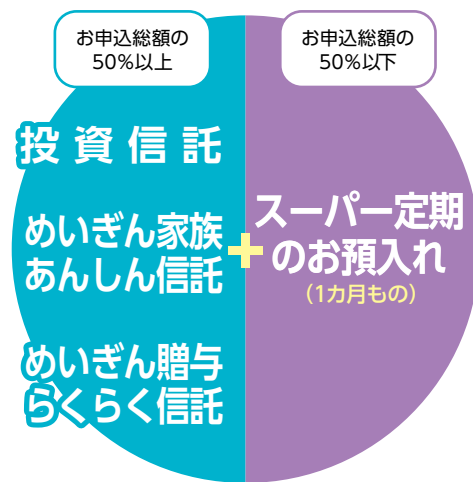 お申込総額の
50%以上
投資信託
めいぎん家族
あんしん信託
めいぎん贈与
らくらく信託
+
お申込総額の
50%以下
スーパー定期
のお預入れ
(1カ月もの)